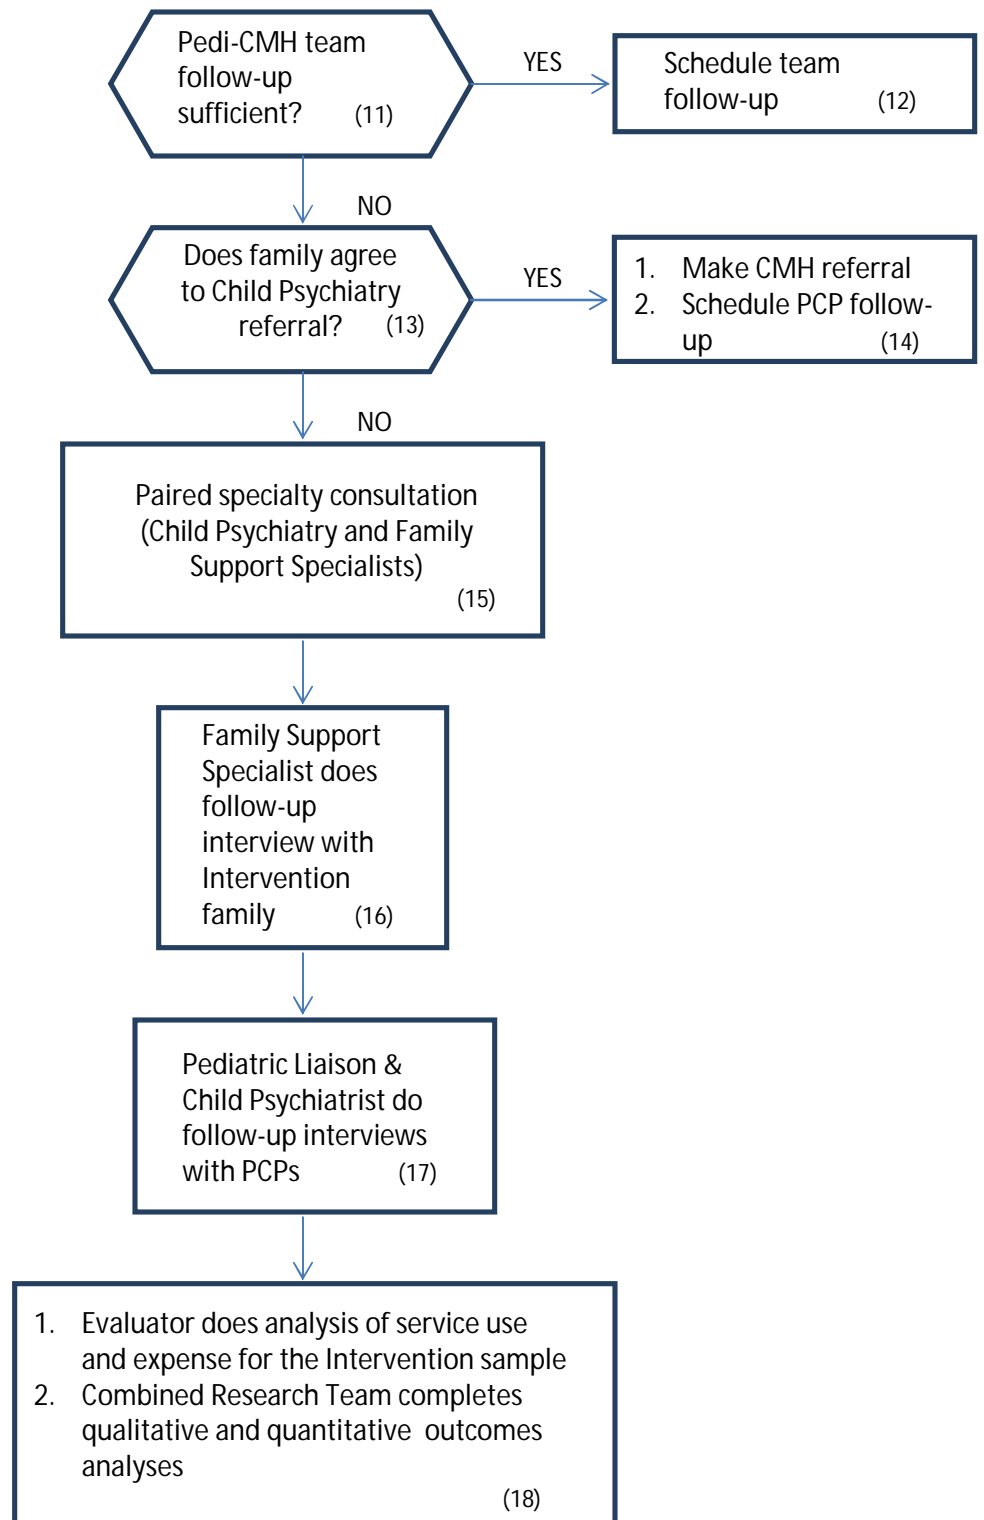 Pedi-CMH team
follow-up
sufficient? (11)
YES
Schedule team
follow-up (12)
NO
Does family agree
to Child Psychiatry
referral? (13)
YES
1. Make CMH referral
2. Schedule PCP follow-
up (14)
NO
Paired specialty consultation
(Child Psychiatry and Family
Support Specialists)
(15)
Family Support
Specialist does
follow-up
interview with
Intervention
family (16)
Pediatric Liaison &
Child Psychiatrist do
follow-up interviews
with PCPs (17)
1. Evaluator does analysis of service use
and expense for the Intervention sample
2. Combined Research Team completes
qualitative and quantitative outcomes
analyses
(18)